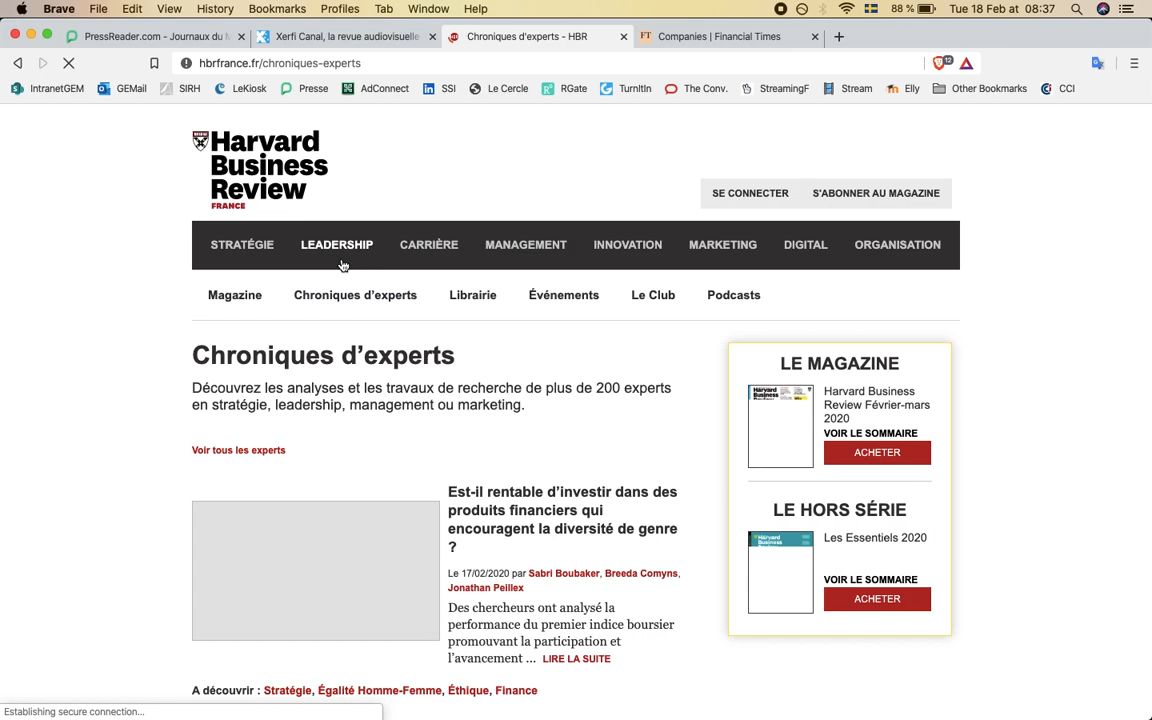 Brave File Edit View History Bookmarks Profiles Tab Window Help 88 % Tue 18 Feb at 08:37
PressReader.com - Journaux du Xerfi Canal, la revue audiovisuelle Chroniques d'experts - HBR FT Companies | Financial Times
hbrfrance.fr/chroniques-experts 12
IntranetGEM GEMail SIRH LeKiosk Presse AdConnect SSI Le Cercle RGate TurnItIn The Conv. StreamingF Stream Elly Other Bookmarks CCI
Harvard
Business
Review
FRANCE
SE CONNECTER S'ABONNER AU MAGAZINE
STRATÉGIE LEADERSHIP CARRIÈRE MANAGEMENT INNOVATION MARKETING DIGITAL ORGANISATION
Magazine Chroniques d'experts Librairie Événements Le Club Podcasts
Chroniques d'experts
Découvrez les analyses et les travaux de recherche de plus de 200 experts
en stratégie, leadership, management ou marketing.
Voir tous les experts
Est-il rentable d'investir dans des
produits financiers qui
encouragent la diversité de genre
?
Le 17/02/2020 par Sabri Boubaker, Breeda Comyns,
Jonathan Peillex
Des chercheurs ont analysé la
performance du premier indice boursier
promouvant la participation et
l'avancement ... LIRE LA SUITE
A découvrir : Stratégie, Égalité Homme-Femme, Éthique, Finance
LE MAGAZINE
Harvard Business
Review Février-mars
2020
VOIR LE SOMMAIRE
ACHETER
LE HORS SÉRIE
Les Essentiels 2020
VOIR LE SOMMAIRE
ACHETER
Establishing secure connection...